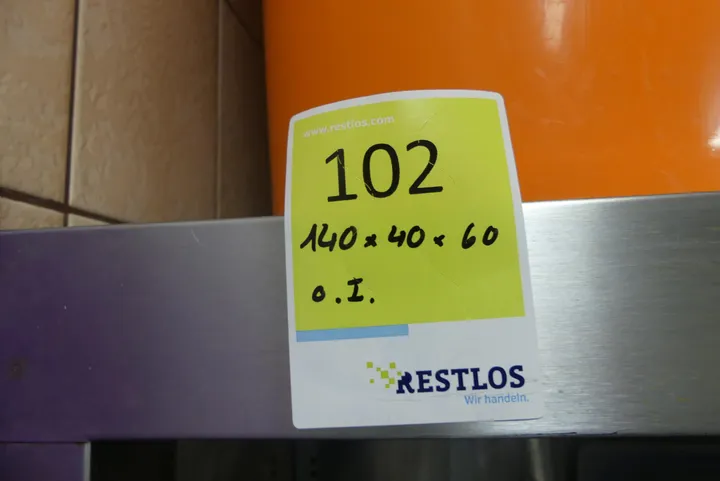 www.restlos.com
102
140 x 40 x 60
o.I.
RESTLOS
Wir handeln.